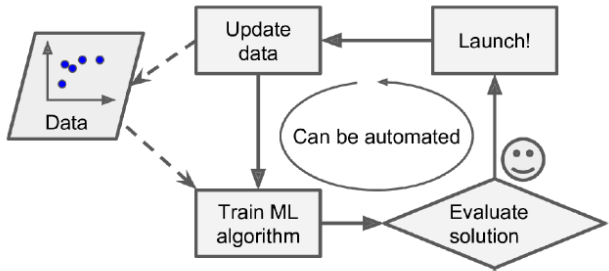 Update
data
Launch!
Data
Can be automated
Train ML
algorithm
Evaluate
solution